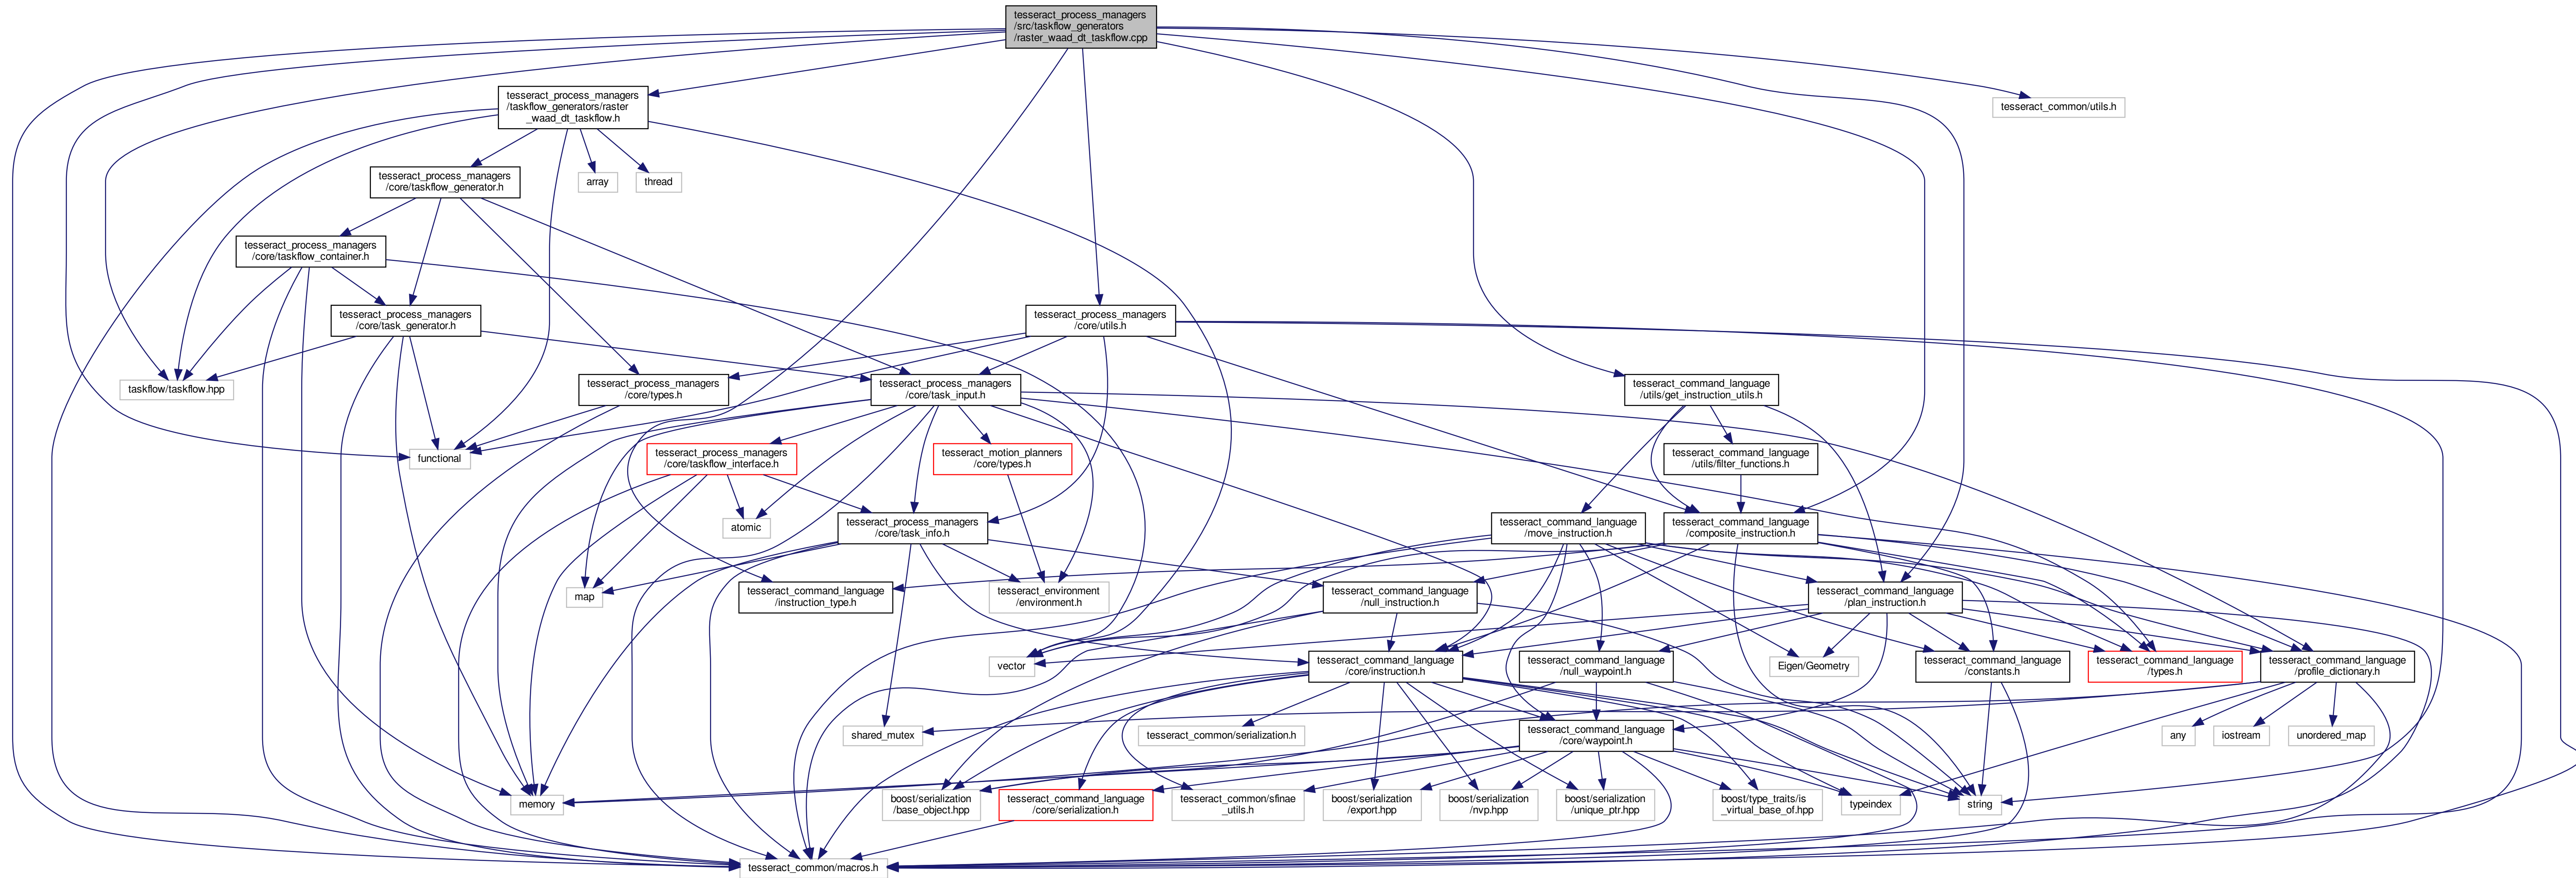 tesseract_process_managers
/src/taskflow_generators
/raster_waad_dt_taskflow.cpp
tesseract_process_managers
/taskflow_generators/raster
_waad_dt_taskflow.h
tesseract_common/utils.h
tesseract_process_managers
/core/taskflow_generator.h
array
thread
tesseract_process_managers
/core/taskflow_container.h
tesseract_process_managers
/core/task_generator.h
tesseract_process_managers
/core/utils.h
taskflow/taskflow.hpp
tesseract_process_managers
/core/types.h
tesseract_process_managers
/core/task_input.h
tesseract_command_language
/utils/get_instruction_utils.h
functional
tesseract_process_managers
/core/taskflow_interface.h
tesseract_motion_planners
/core/types.h
tesseract_command_language
/utils/filter_functions.h
atomic
tesseract_process_managers
/core/task_info.h
tesseract_command_language
/move_instruction.h
tesseract_command_language
/composite_instruction.h
map
tesseract_command_language
/instruction_type.h
tesseract_environment
/environment.h
tesseract_command_language
/null_instruction.h
tesseract_command_language
/plan_instruction.h
vector
tesseract_command_language
/core/instruction.h
tesseract_command_language
/null_waypoint.h
Eigen/Geometry
tesseract_command_language
/constants.h
tesseract_command_language
/types.h
tesseract_command_language
/profile_dictionary.h
shared_mutex
tesseract_common/serialization.h
tesseract_command_language
/core/waypoint.h
any
iostream
unordered_map
memory
boost/serialization
/base_object.hpp
tesseract_command_language
/core/serialization.h
tesseract_common/sfinae
_utils.h
boost/serialization
/export.hpp
boost/serialization
/nvp.hpp
boost/serialization
/unique_ptr.hpp
boost/type_traits/is
_virtual_base_of.hpp
typeindex
string
tesseract_common/macros.h